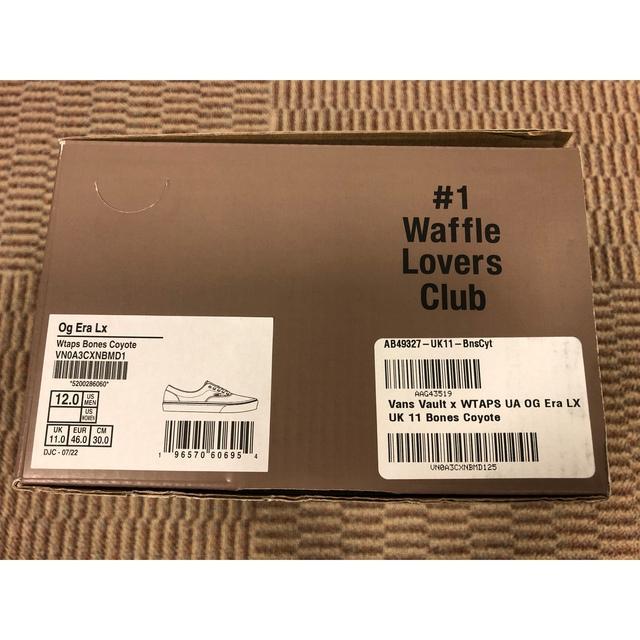 #1
Waffle
Lovers
Club
Og Era Lx
Wtaps Bones Coyote
VN0A3CXNBMD1
*5200286060*
12.0 US MEN
US WOMEN
UK EUR CM
11.0 46.0 30.0
DJC - 07/22
1 96570 60695 4
AB49327-UK11-BnsCyt
AAG43519
Vans Vault x WTAPS UA OG Era LX
UK 11 Bones Coyote
VN0A3CXNBMD125